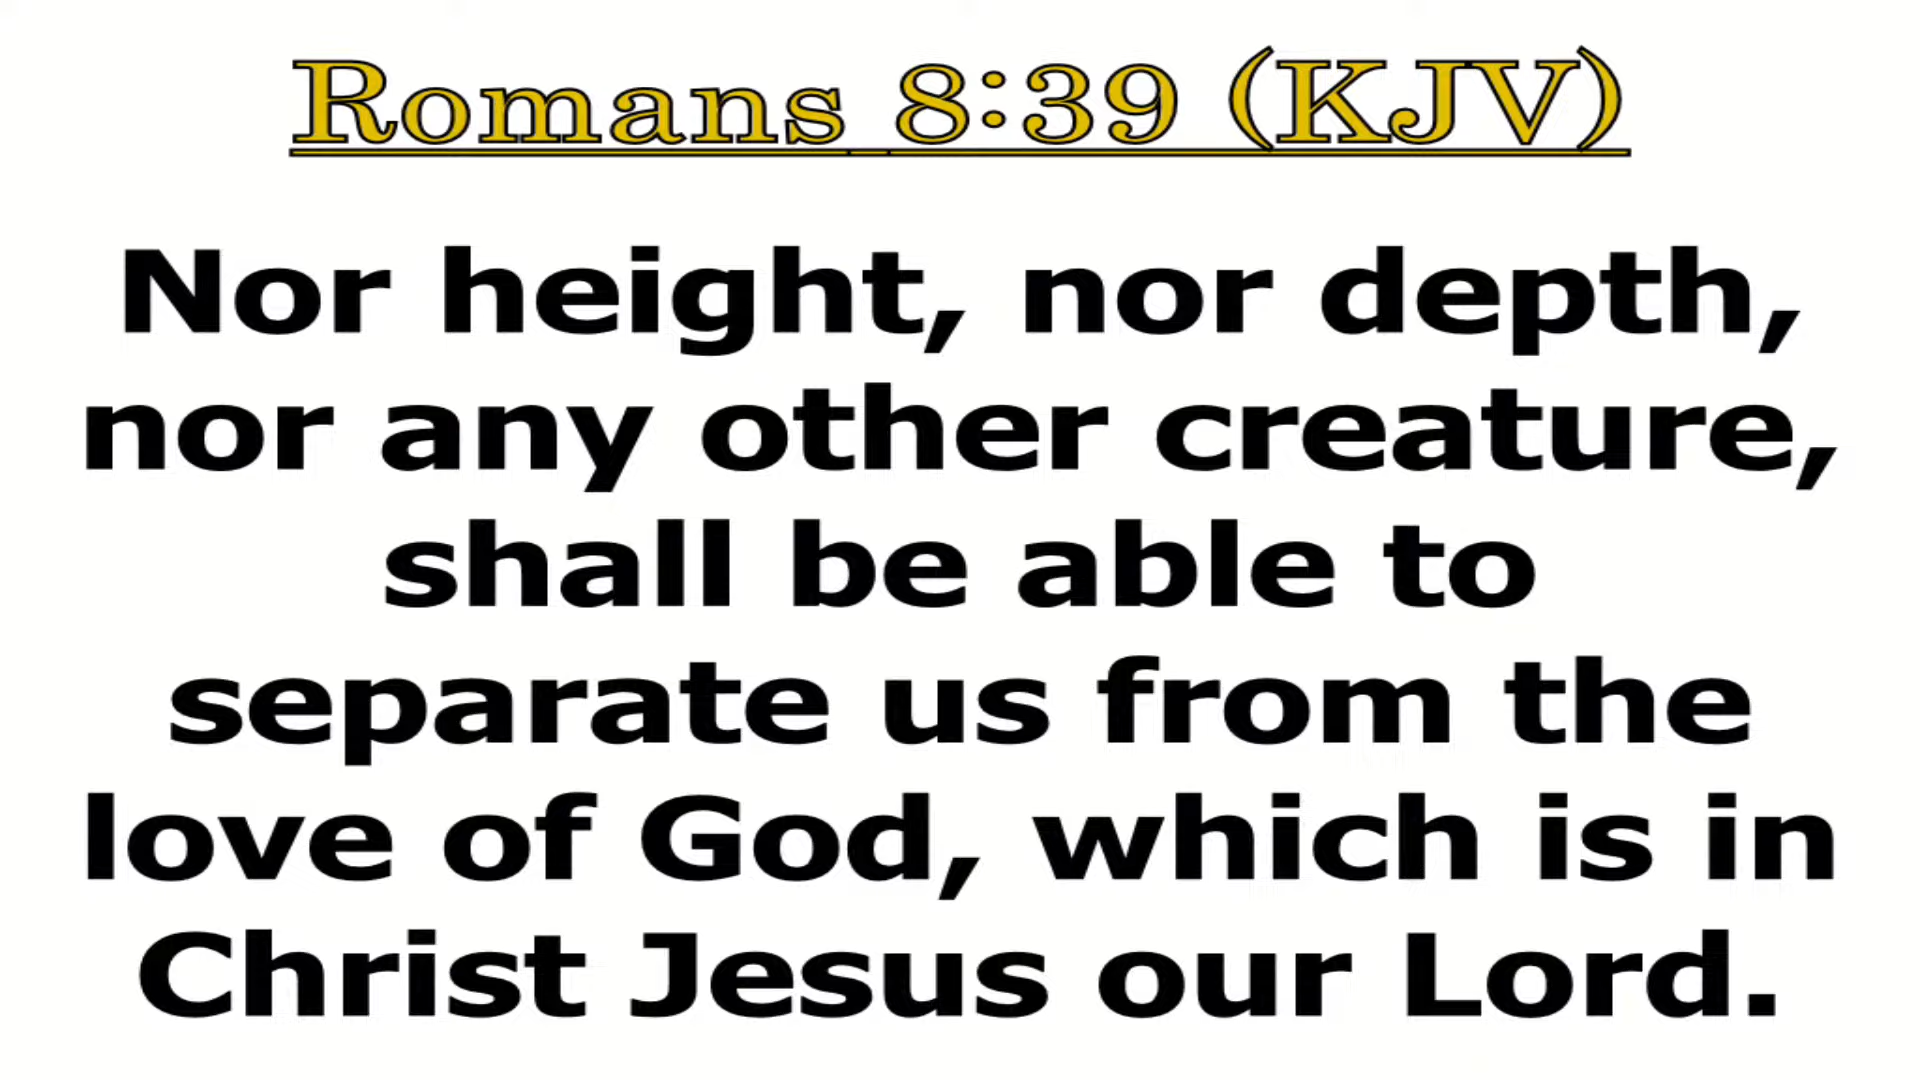 Romans 8:39 (KJV)
Nor height, nor depth,
nor any other creature,
shall be able to
separate us from the
love of God, which is in
Christ Jesus our Lord.